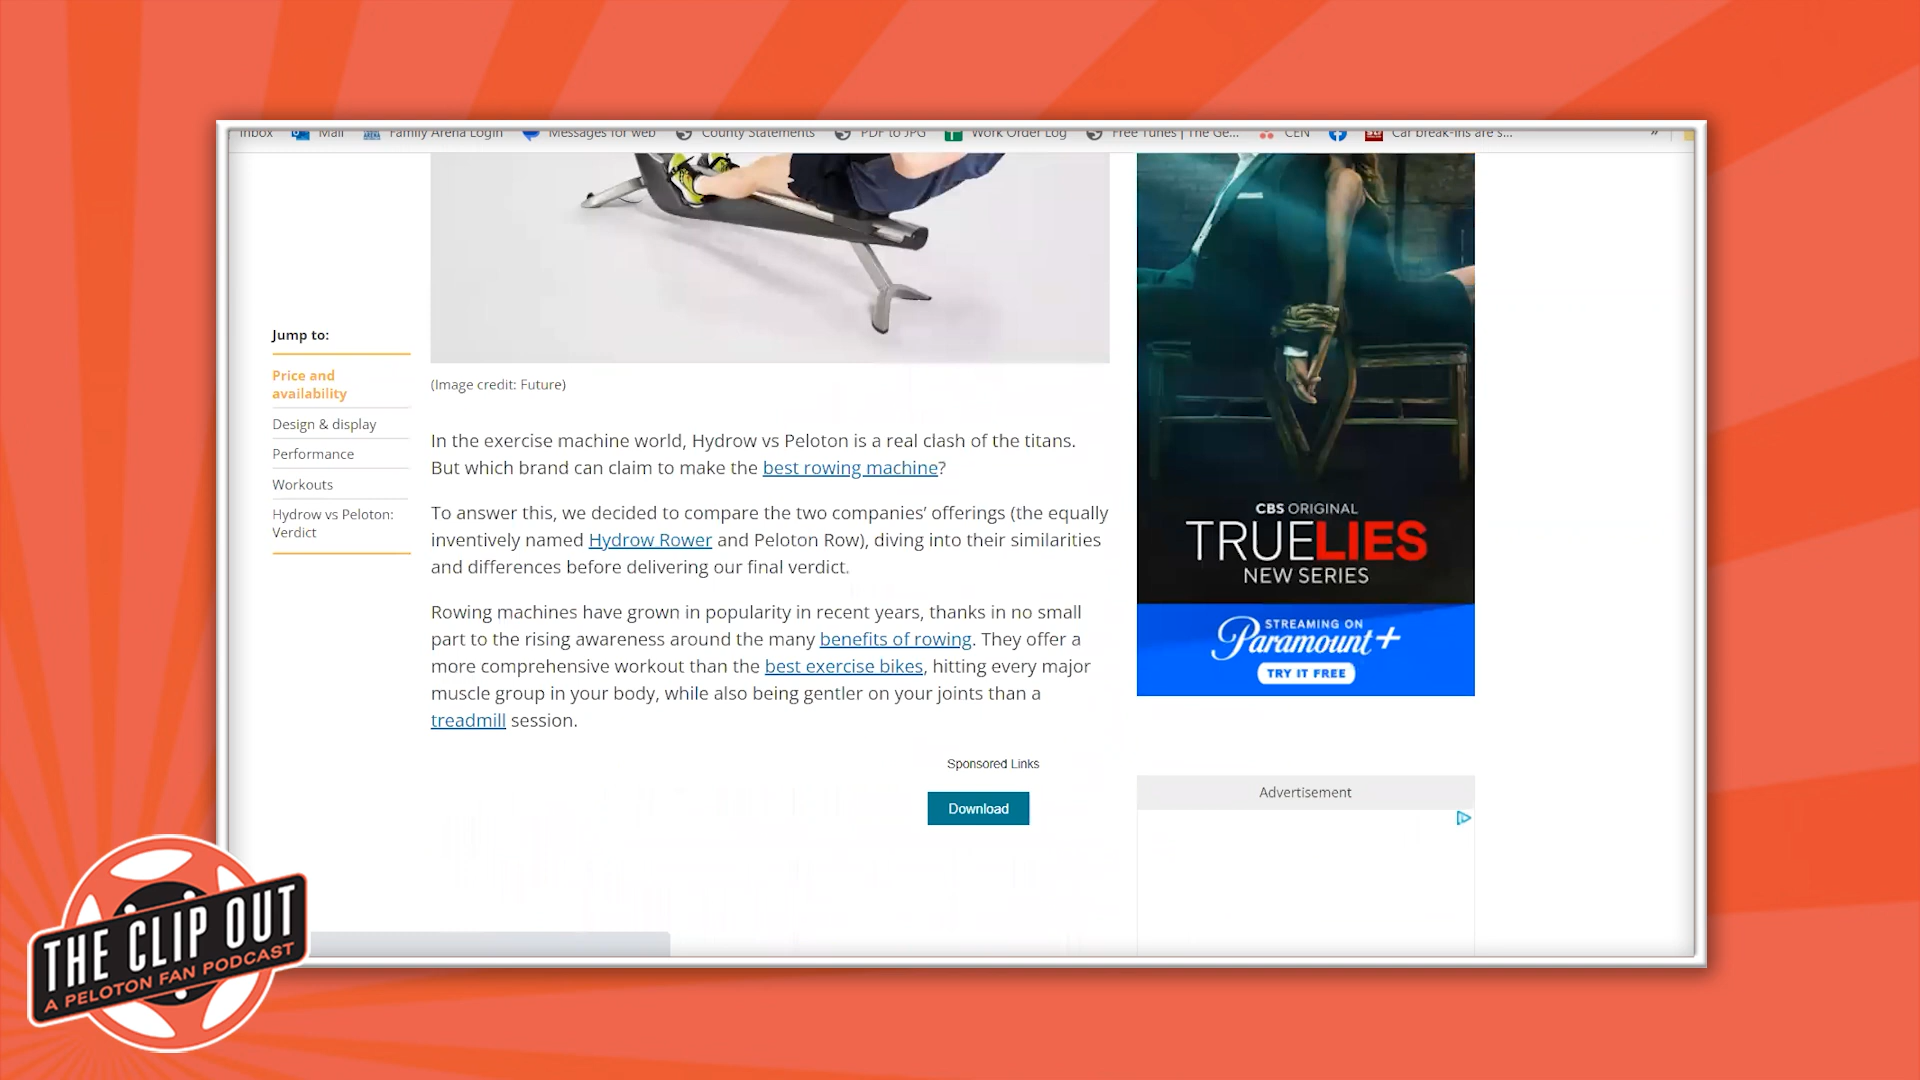 Inbox Mail Family Arena Login Messages for web County Statements PDF to JPG Work Order Log Free Tunes | The Ge... CEN Car break-ins are s... »
Jump to:
Price and
availability
Design & display
Performance
Workouts
Hydrow vs Peloton:
Verdict
(Image credit: Future)
In the exercise machine world, Hydrow vs Peloton is a real clash of the titans.
But which brand can claim to make the best rowing machine?
To answer this, we decided to compare the two companies’ offerings (the equally
inventively named Hydrow Rower and Peloton Row), diving into their similarities
and differences before delivering our final verdict.
Rowing machines have grown in popularity in recent years, thanks in no small
part to the rising awareness around the many benefits of rowing. They offer a
more comprehensive workout than the best exercise bikes, hitting every major
muscle group in your body, while also being gentler on your joints than a
treadmill session.
Sponsored Links
Download
CBS ORIGINAL
TRUE LIES
NEW SERIES
STREAMING ON
Paramount+
TRY IT FREE
Advertisement
THE CLIP OUT
A PELOTON FAN PODCAST